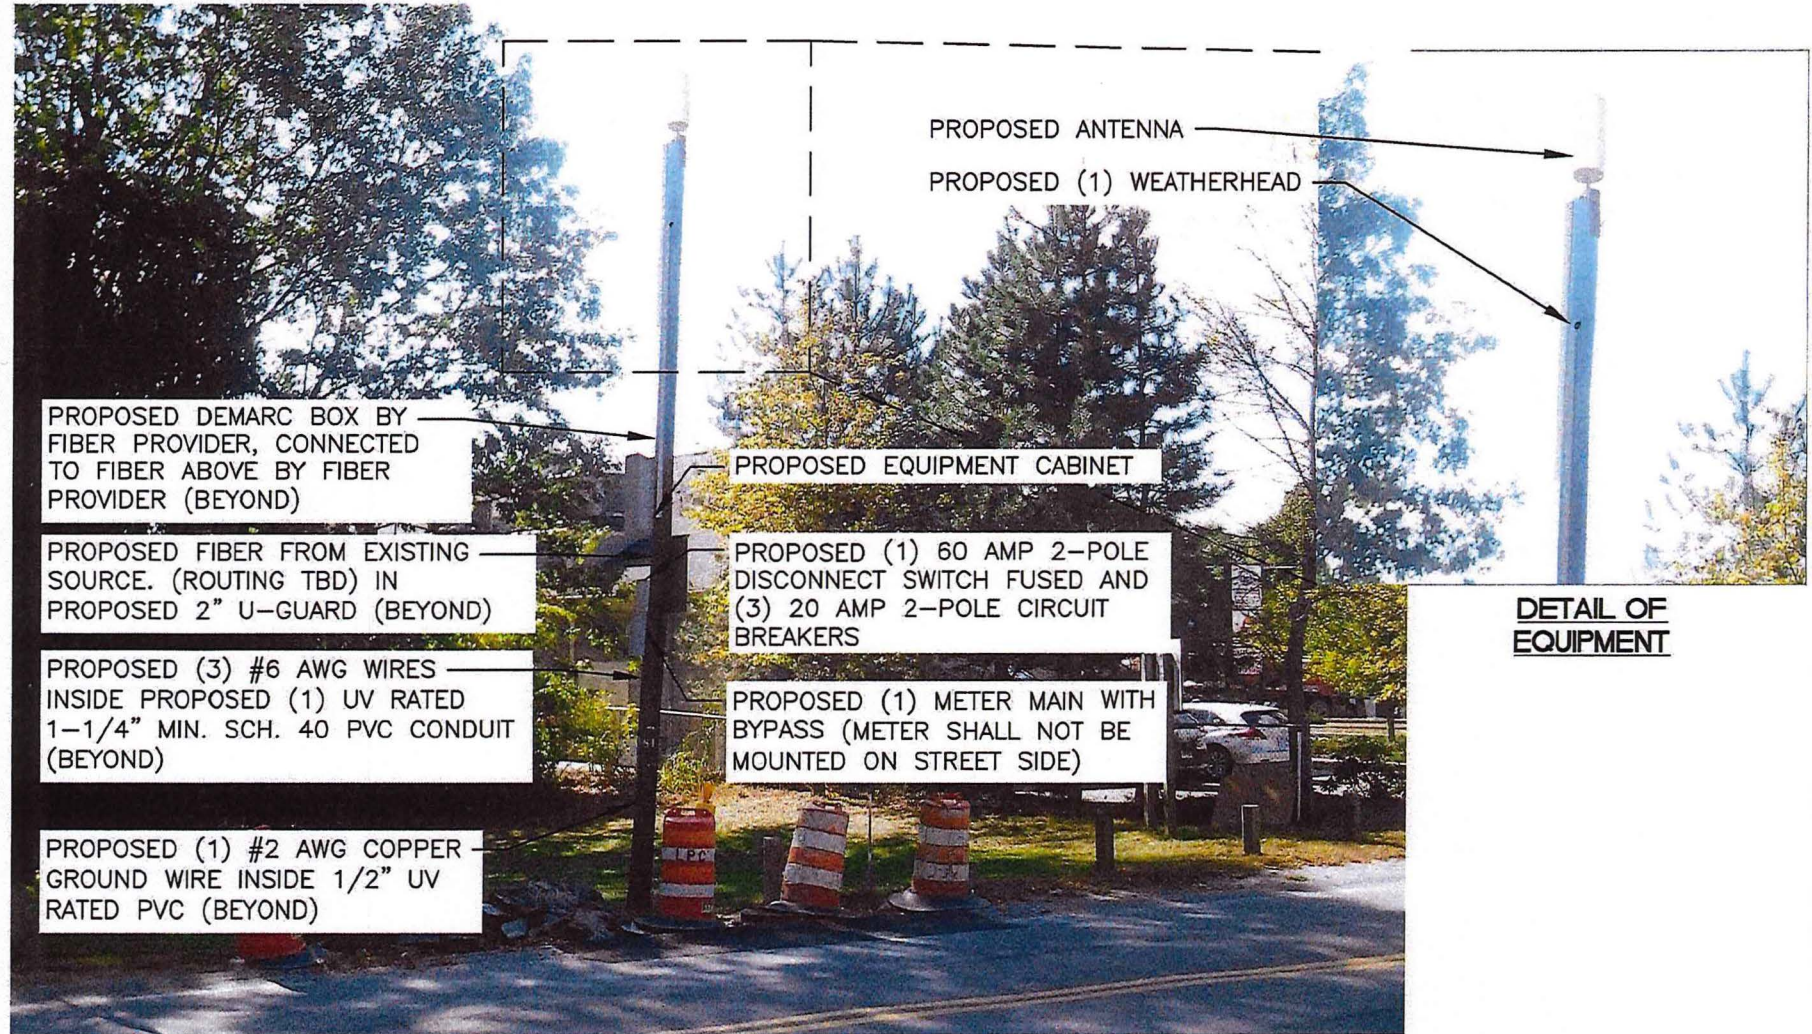 PROPOSED ANTENNA
PROPOSED (1) WEATHERHEAD
PROPOSED DEMARC BOX BY
FIBER PROVIDER, CONNECTED
TO FIBER ABOVE BY FIBER
PROVIDER (BEYOND)
PROPOSED EQUIPMENT CABINET
PROPOSED FIBER FROM EXISTING
SOURCE. (ROUTING TBD) IN
PROPOSED 2" U-GUARD (BEYOND)
PROPOSED (1) 60 AMP 2-POLE
DISCONNECT SWITCH FUSED AND
(3) 20 AMP 2-POLE CIRCUIT
BREAKERS
DETAIL OF
EQUIPMENT
PROPOSED (3) #6 AWG WIRES
INSIDE PROPOSED (1) UV RATED
1-1/4" MIN. SCH. 40 PVC CONDUIT
(BEYOND)
PROPOSED (1) METER MAIN WITH
BYPASS (METER SHALL NOT BE
MOUNTED ON STREET SIDE)
PROPOSED (1) #2 AWG COPPER
GROUND WIRE INSIDE 1/2" UV
RATED PVC (BEYOND)
LPC